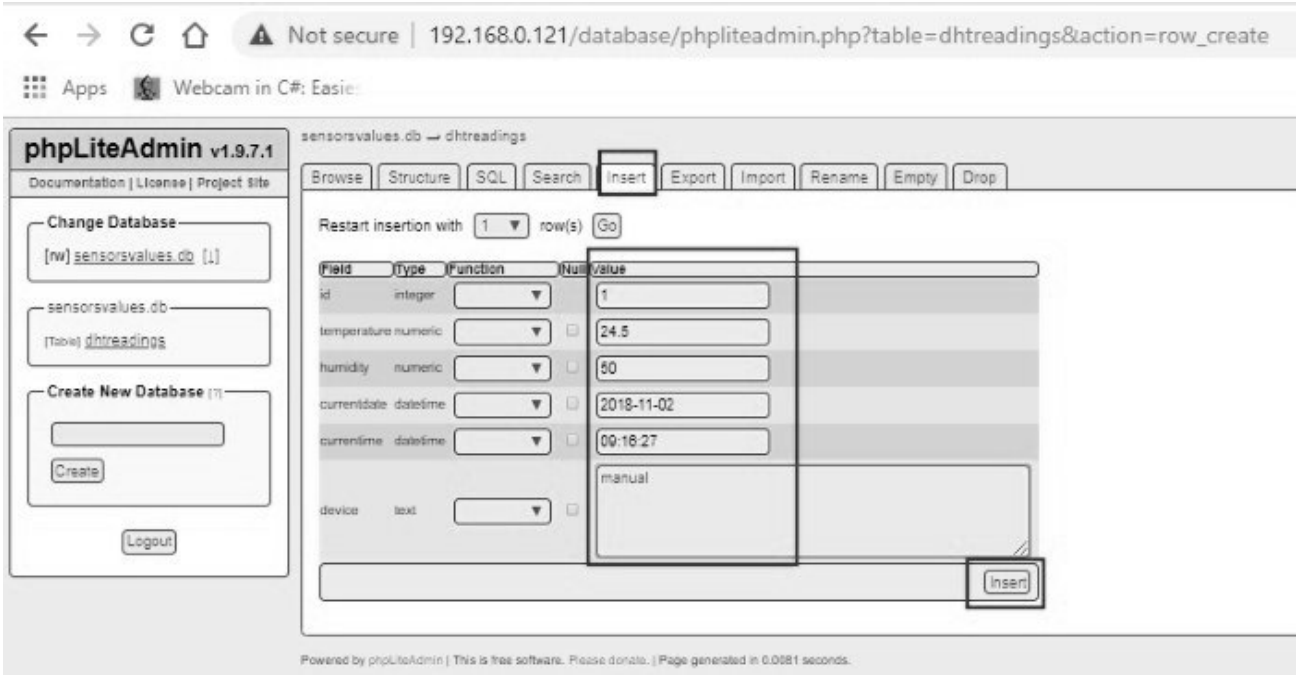 Not secure | 192.168.0.121/database/phpliteadmin.php?table=dhtreadings&action=row_create
Apps Webcam in C#: Easie
phpLiteAdmin v1.9.7.1
Documentation | License | Project Site
Change Database
[rw] sensorsvalues.db [↓]
sensorsvalues.db
[Table] dhtreadings
Create New Database [?]
Create
Logout
sensorsvalues.db → dhtreadings
Browse Structure SQL Search Insert Export Import Rename Empty Drop
Restart insertion with 1 row(s) Go
Field Type Function Null Value
id integer 1
temperature numeric 24.5
humidity numeric 50
currentdate datetime 2018-11-02
currentime datetime 09:16:27
device text manual
Insert
Powered by phpLiteAdmin | This is free software. Please donate. | Page generated in 0.0081 seconds.